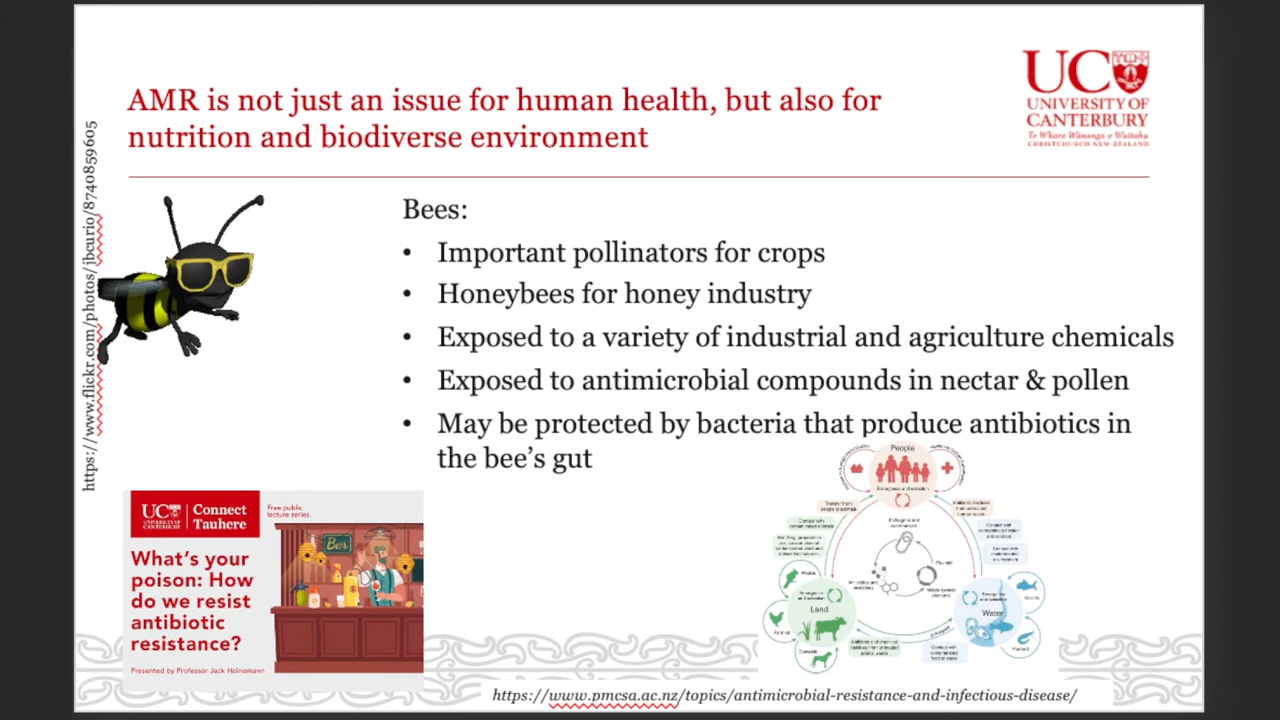 AMR is not just an issue for human health, but also for
nutrition and biodiverse environment
UC
UNIVERSITY OF
CANTERBURY
Te Whare Wānanga o Waitaha
CHRISTCHURCH NEW ZEALAND
https://www.flickr.com/photos/jbcurio/8740859605
Bees:
• Important pollinators for crops
• Honeybees for honey industry
• Exposed to a variety of industrial and agriculture chemicals
• Exposed to antimicrobial compounds in nectar & pollen
• May be protected by bacteria that produce antibiotics in
the bee's gut
UC
Connect
Tauhere
Free public
lecture series.
What's your
poison: How
do we resist
antibiotic
resistance?
Presented by Professor Jack Heinemann
Beer
People
Land
Water
Plasmid
Farmed
Domestic
https://www.pmcsa.ac.nz/topics/antimicrobial-resistance-and-infectious-disease/